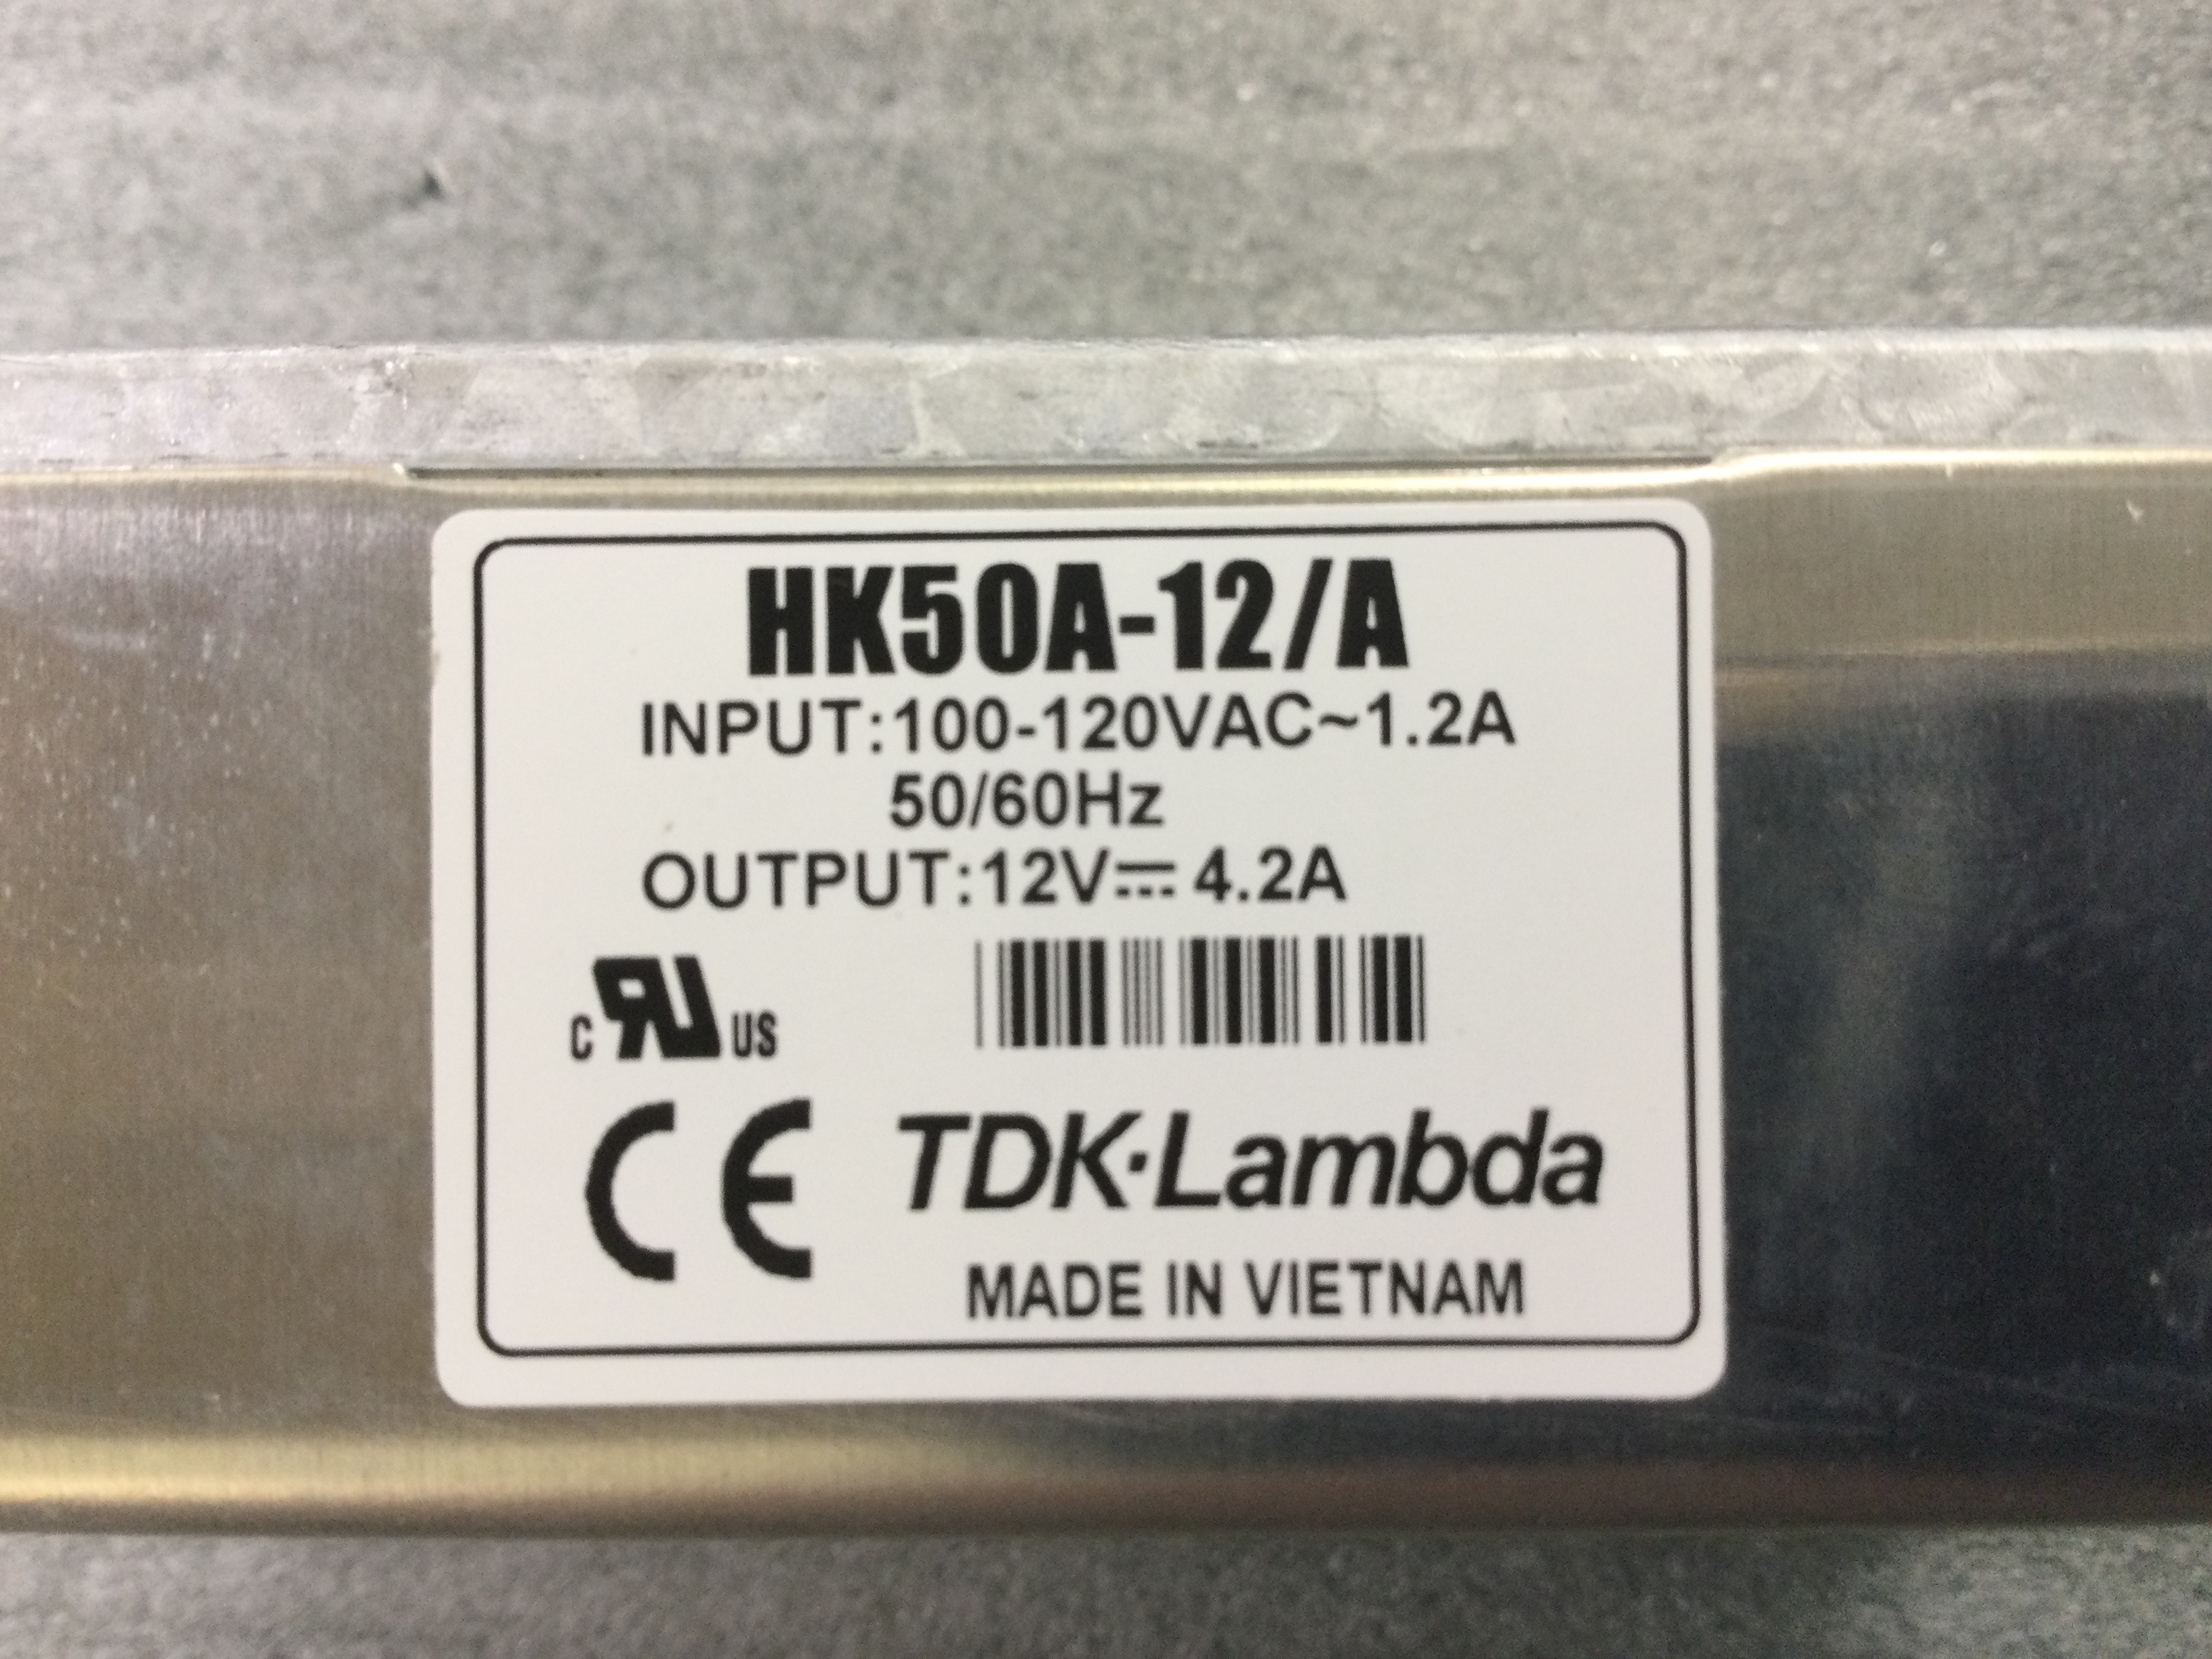 HK50A-12/A
INPUT:100-120VAC~1.2A
50/60Hz
OUTPUT:12V⎓4.2A
C RU US
CE
TDK·Lambda
MADE IN VIETNAM